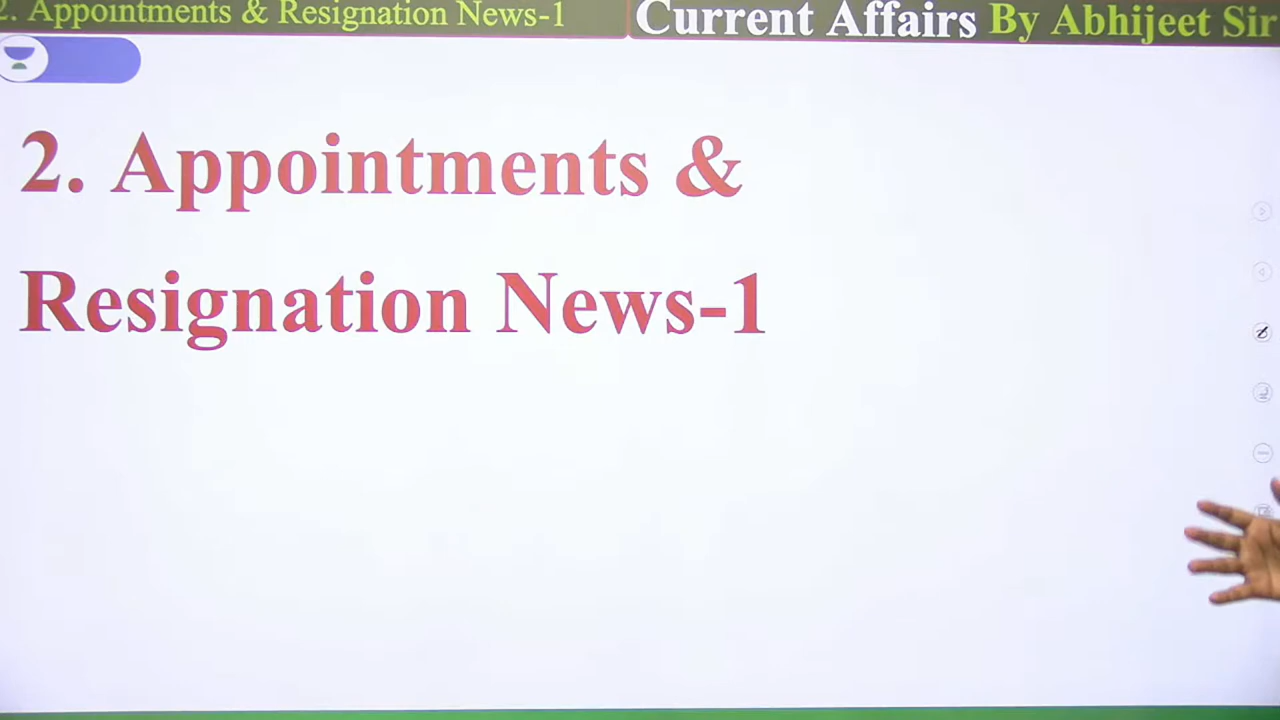 2. Appointments & Resignation News-1
Current Affairs By Abhijeet Sir
2. Appointments &
Resignation News-1